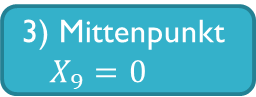 3) Mittenpunkt
X₉ = 0